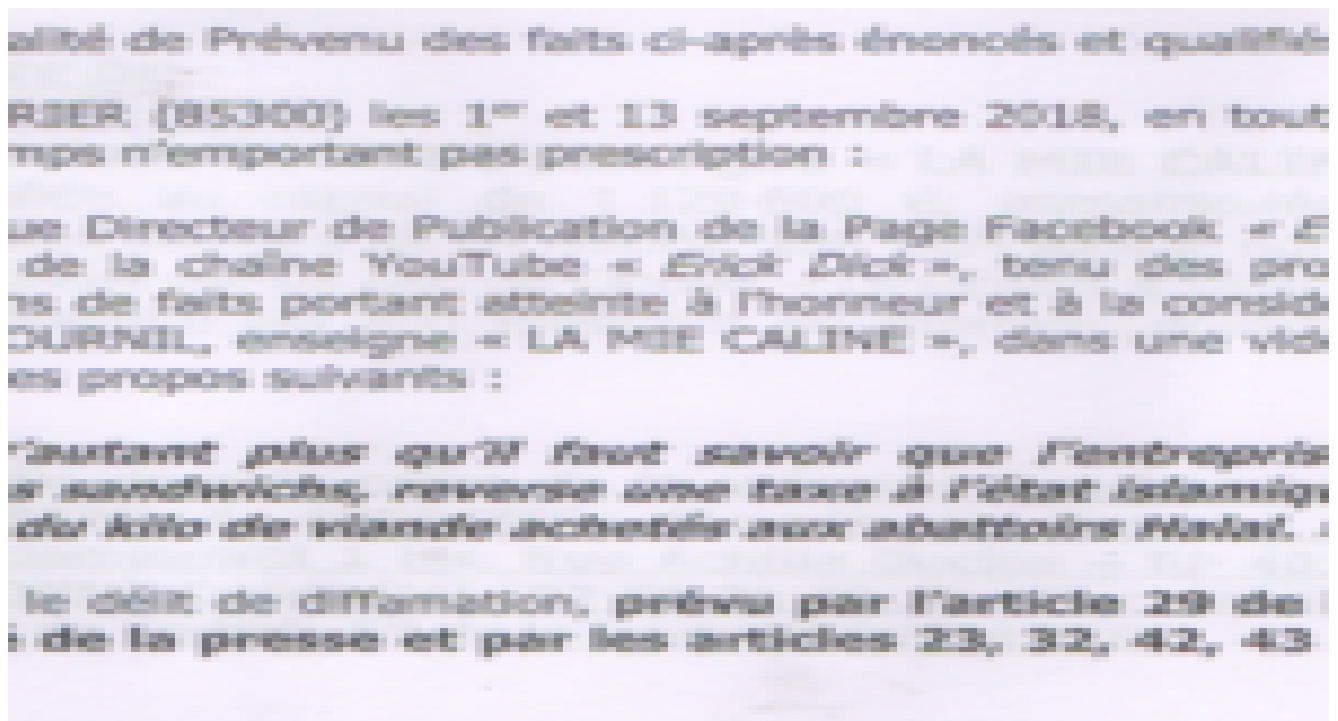 alité de Prévenu des faits ci-après énoncés et qualifié
RIER (85300) les 1er et 13 septembre 2018, en tout
mps n'emportant pas prescription :
ue Directeur de Publication de la Page Facebook « E
de la chaîne YouTube « Erick Dick », tenu des pro
ns de faits portant atteinte à l'honneur et à la consid
OURNIL, enseigne « LA MIE CALINE », dans une vid
es propos suivants :
'autant plus qu'il faut savoir que l'entrepris
s sandwichs, reverse une taxe à l'état islamiqu
du kilo de viande achetés aux abattoirs Halal.
le délit de diffamation, prévu par l'article 29 de l
de la presse et par les articles 23, 32, 42, 43